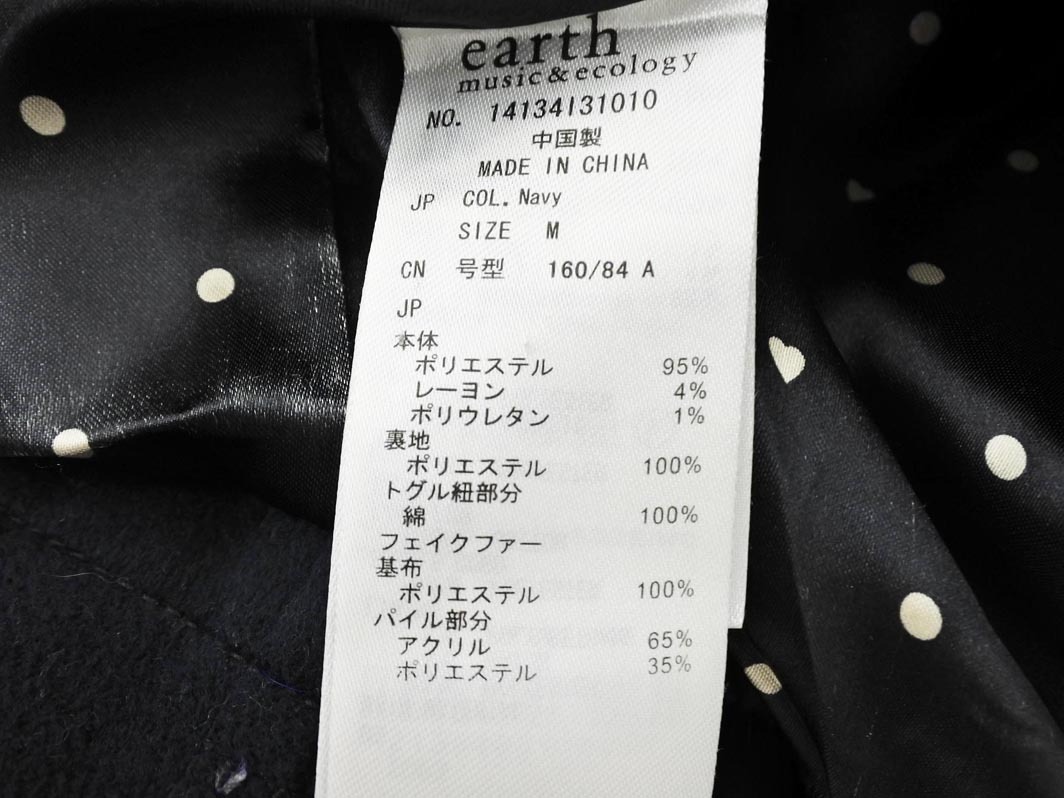 earth
music&ecology
NO. 14134131010
中国製
MADE IN CHINA
JP COL. Navy
SIZE M
CN 号型 160/84 A
JP
本体
ポリエステル 95%
レーヨン 4%
ポリウレタン 1%
裏地
ポリエステル 100%
トグル紐部分
綿 100%
フェイクファー
基布
ポリエステル 100%
パイル部分
アクリル 65%
ポリエステル 35%